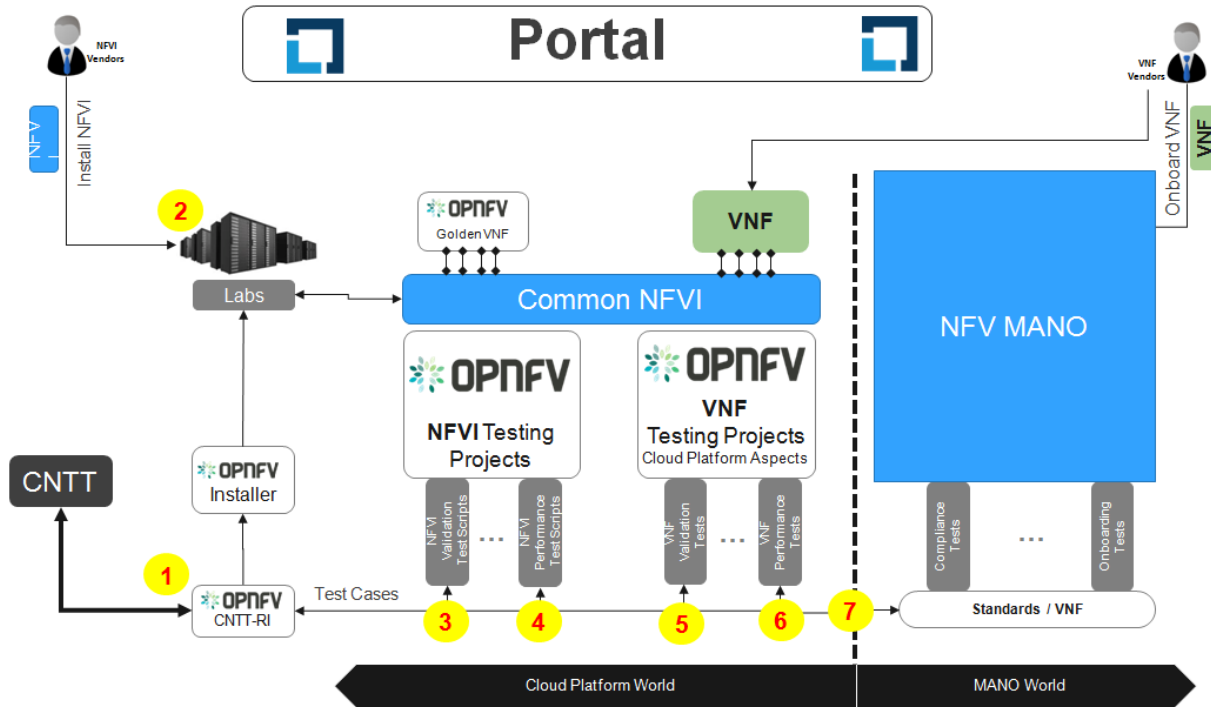 Portal
NFVI
Vendors
VNF
Vendors
NFV
I
Install NFVI
Onboard VNF
VNF
2
OPNFV
Golden VNF
VNF
Labs
Common NFVI
NFV MANO
OPNFV
NFVI Testing
Projects
OPNFV
VNF
Testing Projects
Cloud Platform Aspects
CNTT
OPNFV
Installer
NFVI
Validation
Test Scripts
...
NFVI
Performance
Test Scripts
VNF
Validation
Tests
...
VNF
Performance
Tests
Compliance
Tests
...
Onboarding
Tests
1
OPNFV
CNTT-RI
Test Cases
3
4
5
6
7
Standards / VNF
Cloud Platform World
MANO World